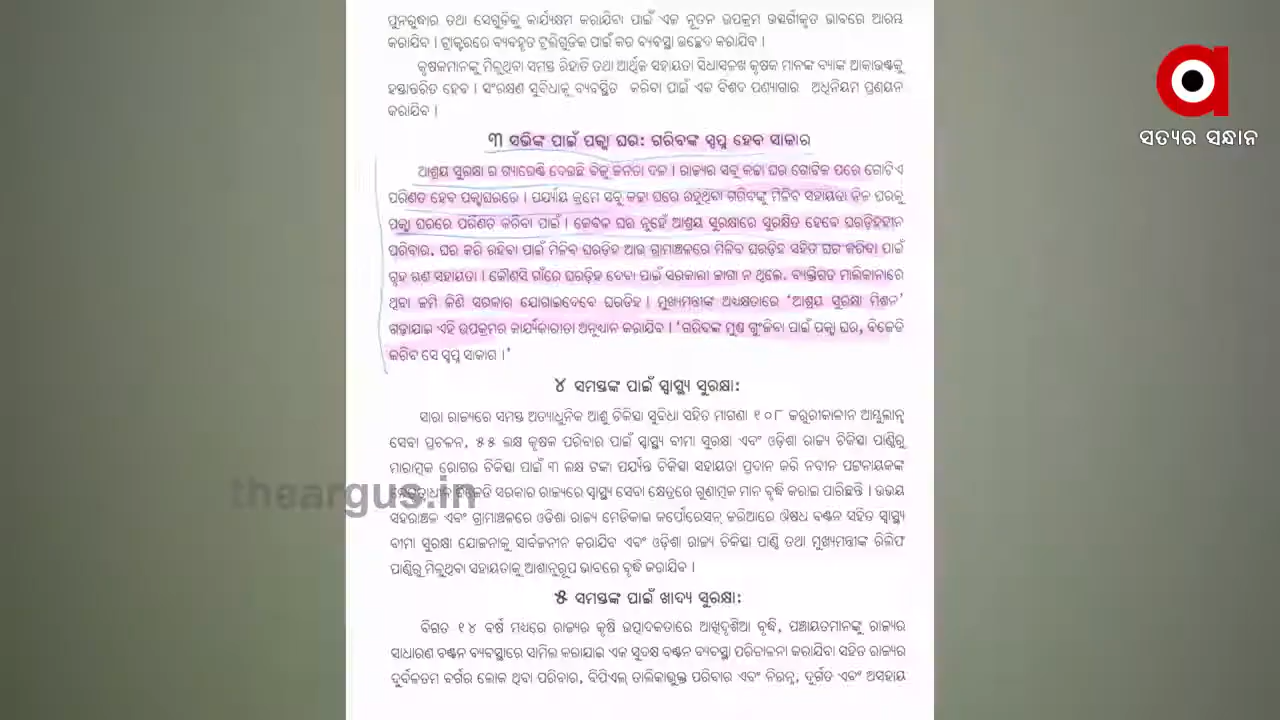 ପୁନରୁଦ୍ଧାର ତଥା ସେଗୁଡିକୁ କାର୍ଯ୍ୟକ୍ଷମ କରାଯିବା ପାଇଁ ଏକ ନୂତନ ଉପକ୍ରମ ଉତ୍ସର୍ଗୀକୃତ ଭାବରେ ଆରମ୍ଭ
କରାଯିବ । ଟ୍ରାକ୍ଟରରେ ବ୍ୟବହୃତ ଟ୍ରଲିଗୁଡିକ ପାଇଁ କର ବ୍ୟବସ୍ଥା ଉଚ୍ଛେଦ କରାଯିବ ।
କୃଷକମାନଙ୍କୁ ମିଳୁଥିବା ସମସ୍ତ ରିହାତି ତଥା ଆର୍ଥିକ ସହାୟତା ସିଧାସଳଖ କୃଷକ ମାନଙ୍କ ବ୍ୟାଙ୍କ ଆକାଉଣ୍ଟକୁ
ହସ୍ତାନ୍ତରିତ ହେବ । ସଂରକ୍ଷଣ ସୁବିଧାକୁ ବ୍ୟବସ୍ଥିତ କରିବା ପାଇଁ ଏକ ବିଶଦ ପଣ୍ୟାଗାର ଅଧିନିୟମ ପ୍ରଣୟନ
କରାଯିବ ।
୩ ସଭିଙ୍କ ପାଇଁ ପକ୍କା ଘର: ଗରିବଙ୍କ ସ୍ୱପ୍ନ ହେବ ସାକାର
ଆଶ୍ରୟ ସୁରକ୍ଷା ର ଗ୍ୟାରେଣ୍ଟି ଦେଉଛି ବିଜୁ ଜନତା ଦଳ । ରାଜ୍ୟର ସବୁ କଚ୍ଚା ଘର ଗୋଟିକ ପରେ ଗୋଟିଏ
ପରିଣତ ହେବ ପକ୍କାଘରରେ । ପର୍ଯ୍ୟାୟ କ୍ରମେ ସବୁ କଚ୍ଚା ଘରେ ରହୁଥିବା ଗରିବଙ୍କୁ ମିଳିବ ସହାୟତା ନିଜ ଘରକୁ
ପକ୍କା ଘରରେ ପରିଣତ କରିବା ପାଇଁ । କେବଳ ଘର ନୁହେଁ ଆଶ୍ରୟ ସୁରକ୍ଷାରେ ସୁରକ୍ଷିତ ହେବେ ଘରଡ଼ିହହୀନ
ପରିବାର. ଘର କରି ରହିବା ପାଇଁ ମିଳିବ ଘରଡ଼ିହ ଆଉ ଗ୍ରାମାଞ୍ଚଳରେ ମିଳିବ ଘରଡ଼ିହ ସହିତ ଘର କରିବା ପାଇଁ
ଗୃହ ଋଣ ସହାୟତା । କୌଣସି ଗାଁରେ ଘରଡ଼ିହ ଦେବା ପାଇଁ ସରକାରୀ ଜାଗା ନ ଥିଲେ. ବ୍ୟକ୍ତିଗତ ମାଲିକାନାରେ
ଥିବା ଜମି କିଣି ସରକାର ଯୋଗାଇଦେବେ ଘରଡିହ । ମୁଖ୍ୟମନ୍ତ୍ରୀଙ୍କ ଅଧ୍ୟକ୍ଷତାରେ ‘ଆଶ୍ରୟ ସୁରକ୍ଷା ମିଶନ’
ଗଢ଼ାଯାଇ ଏହି ଉପକ୍ରମର କାର୍ଯ୍ୟକାରୀତା ଅନୁଧ୍ୟାନ କରାଯିବ । ‘ଗରିବଙ୍କ ମୁଣ୍ଡ ଗୁଂଜିବା ପାଇଁ ପକ୍କା ଘର, ବିଜେଡି
କରିବ ସେ ସ୍ୱପ୍ନ ସାକାର ।’
୪ ସମସ୍ତଙ୍କ ପାଇଁ ସ୍ୱାସ୍ଥ୍ୟ ସୁରକ୍ଷା:
ସାରା ରାଜ୍ୟରେ ସମସ୍ତ ଅତ୍ୟାଧୁନିକ ଆଶୁ ଚିକିତ୍ସା ସୁବିଧା ସହିତ ମାଗଣା ୧୦୮ ଜରୁରୀକାଳୀନ ଆମ୍ବୁଲାନ୍ସ
ସେବା ପ୍ରଚଳନ, ୫୫ ଲକ୍ଷ କୃଷକ ପରିବାର ପାଇଁ ସ୍ୱାସ୍ଥ୍ୟ ବୀମା ସୁରକ୍ଷା ଏବଂ ଓଡ଼ିଶା ରାଜ୍ୟ ଚିକିତ୍ସା ପାଣ୍ଠିରୁ
ମାରାତ୍ମକ ରୋଗର ଚିକିତ୍ସା ପାଇଁ ୩ ଲକ୍ଷ ଟଙ୍କା ପର୍ଯ୍ୟନ୍ତ ଚିକିତ୍ସା ସହାୟତା ପ୍ରଦାନ କରି ନବୀନ ପଟ୍ଟନାୟକଙ୍କ
ନେତୃତ୍ୱାଧୀନ ବିଜେଡି ସରକାର ରାଜ୍ୟରେ ସ୍ୱାସ୍ଥ୍ୟ ସେବା କ୍ଷେତ୍ରରେ ଗୁଣାତ୍ମକ ମାନ ବୃଦ୍ଧି କରାଇ ପାରିଛନ୍ତି । ଉଭୟ
ସହରାଞ୍ଚଳ ଏବଂ ଗ୍ରାମାଞ୍ଚଳରେ ଓଡିଶା ରାଜ୍ୟ ମେଡିକାଲ କର୍ପୋରେସନ୍ ଜରିଆରେ ଔଷଧ ବଣ୍ଟନ ସହିତ ସ୍ୱାସ୍ଥ୍ୟ
ବୀମା ସୁରକ୍ଷା ଯୋଜନାକୁ ସାର୍ବଜନୀନ କରାଯିବ ଏବଂ ଓଡ଼ିଶା ରାଜ୍ୟ ଚିକିତ୍ସା ପାଣ୍ଠି ତଥା ମୁଖ୍ୟମନ୍ତ୍ରୀଙ୍କ ରିଲିଫ
ପାଣ୍ଠିରୁ ମିଳୁଥିବା ସହାୟତାକୁ ଆଶାନୁରୂପ ଭାବରେ ବୃଦ୍ଧି କରାଯିବ ।
୫ ସମସ୍ତଙ୍କ ପାଇଁ ଖାଦ୍ୟ ସୁରକ୍ଷା:
ବିଗତ ୧୪ ବର୍ଷ ମଧ୍ୟରେ ରାଜ୍ୟର କୃଷି ଉତ୍ପାଦକତାରେ ଆଖିଦୃଶିଆ ବୃଦ୍ଧି, ପଞ୍ଚାୟତମାନଙ୍କୁ ରାଜ୍ୟର
ସାଧାରଣ ବଣ୍ଟନ ବ୍ୟବସ୍ଥାରେ ସାମିଲ କରାଯାଇ ଏକ ସୁଦକ୍ଷ ବଣ୍ଟନ ବ୍ୟବସ୍ଥା ପରିଚାଳନା କରାଯିବା ସହିତ ରାଜ୍ୟର
ଦୁର୍ବଳତମ ବର୍ଗର ଲୋକ ଥିବା ପରିବାର, ବିପିଏଲ୍ ତାଲିକାଭୁକ୍ତ ପରିବାର ଏବଂ ନିରନ୍ନ, ଦୁର୍ଗତ ଏବଂ ଅସହାୟ
ସତ୍ୟର ସନ୍ଧାନ
theargus.in